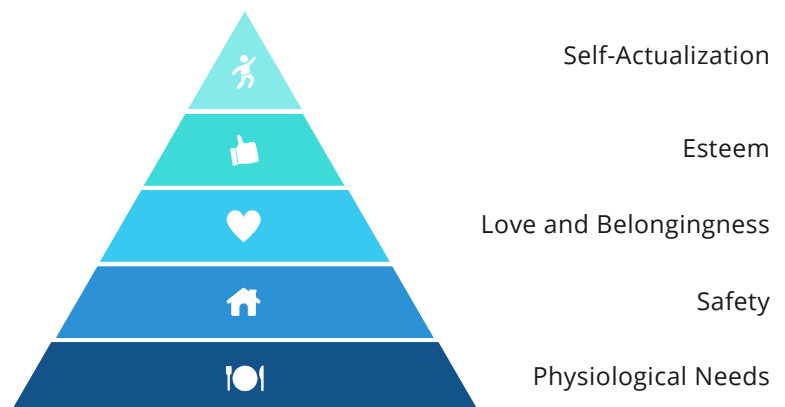 Self-Actualization
Esteem
Love and Belongingness
Safety
Physiological Needs